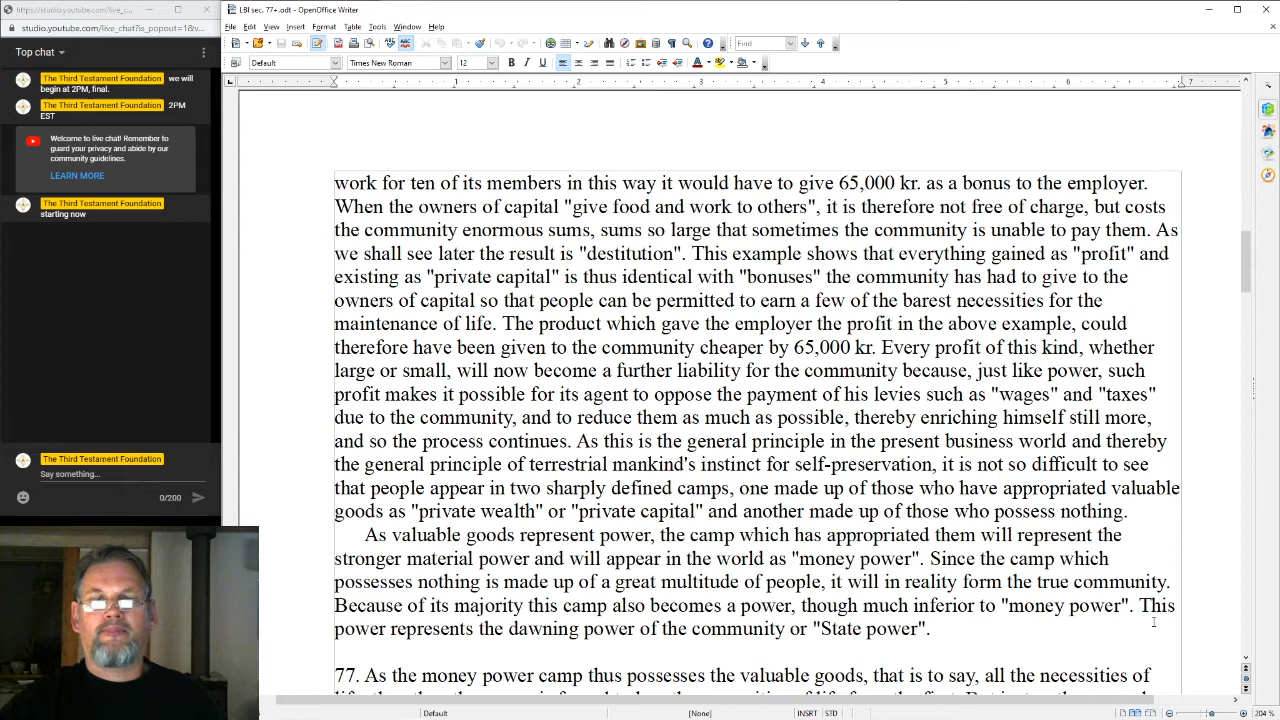 https://studio.youtube.com/live_c...
studio.youtube.com/live_chat?is_popout=1&v...
Top chat
The Third Testament Foundation we will
begin at 2PM, final.
The Third Testament Foundation 2PM
EST
Welcome to live chat! Remember to
guard your privacy and abide by our
community guidelines.
LEARN MORE
The Third Testament Foundation
starting now
The Third Testament Foundation
Say something...
0/200
LBI sec. 77+.odt - OpenOffice Writer
File Edit View Insert Format Table Tools Window Help
Find
Default Times New Roman 12
1 2 3 4 5 6 7
work for ten of its members in this way it would have to give 65,000 kr. as a bonus to the employer.
When the owners of capital "give food and work to others", it is therefore not free of charge, but costs
the community enormous sums, sums so large that sometimes the community is unable to pay them. As
we shall see later the result is "destitution". This example shows that everything gained as "profit" and
existing as "private capital" is thus identical with "bonuses" the community has had to give to the
owners of capital so that people can be permitted to earn a few of the barest necessities for the
maintenance of life. The product which gave the employer the profit in the above example, could
therefore have been given to the community cheaper by 65,000 kr. Every profit of this kind, whether
large or small, will now become a further liability for the community because, just like power, such
profit makes it possible for its agent to oppose the payment of his levies such as "wages" and "taxes"
due to the community, and to reduce them as much as possible, thereby enriching himself still more,
and so the process continues. As this is the general principle in the present business world and thereby
the general principle of terrestrial mankind's instinct for self-preservation, it is not so difficult to see
that people appear in two sharply defined camps, one made up of those who have appropriated valuable
goods as "private wealth" or "private capital" and another made up of those who possess nothing.
As valuable goods represent power, the camp which has appropriated them will represent the
stronger material power and will appear in the world as "money power". Since the camp which
possesses nothing is made up of a great multitude of people, it will in reality form the true community.
Because of its majority this camp also becomes a power, though much inferior to "money power". This
power represents the dawning power of the community or "State power".
77. As the money power camp thus possesses the valuable goods, that is to say, all the necessities of
Default [None] INSRT STD 204 %